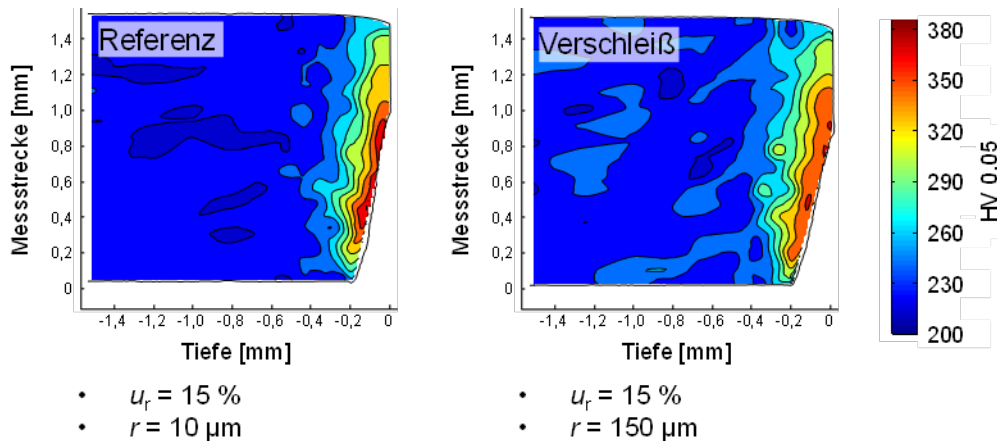 Referenz
Messstrecke [mm]
1,4
1,2
1,0
0,8
0,6
0,4
0,2
0
-1,4 -1,2 -1,0 -0,8 -0,6 -0,4 -0,2 0
Tiefe [mm]
• uᵣ = 15 %
• r = 10 µm
Verschleiß
Messstrecke [mm]
1,4
1,2
1,0
0,8
0,6
0,4
0,2
0
-1,4 -1,2 -1,0 -0,8 -0,6 -0,4 -0,2 0
Tiefe [mm]
• uᵣ = 15 %
• r = 150 µm
380
350
320
290
260
230
200
HV 0.05